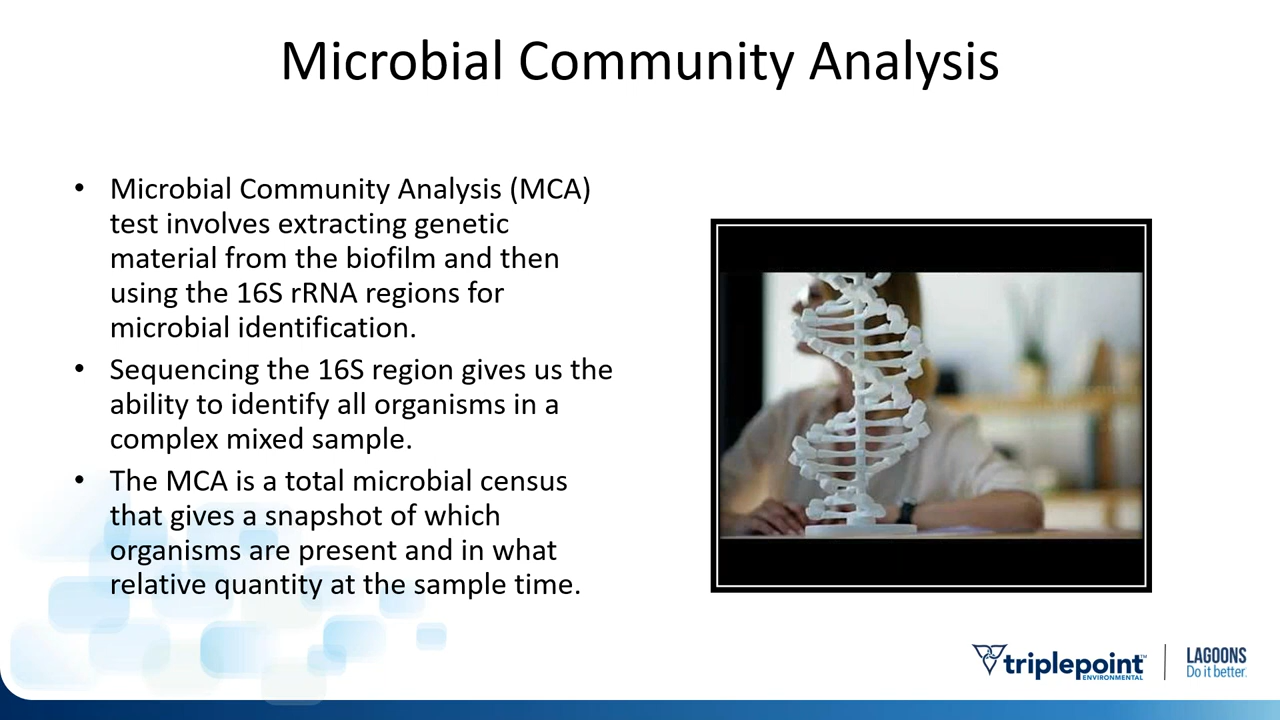 Microbial Community Analysis
• Microbial Community Analysis (MCA)
test involves extracting genetic
material from the biofilm and then
using the 16S rRNA regions for
microbial identification.
• Sequencing the 16S region gives us the
ability to identify all organisms in a
complex mixed sample.
• The MCA is a total microbial census
that gives a snapshot of which
organisms are present and in what
relative quantity at the sample time.
triplepoint™
ENVIRONMENTAL
LAGOONS
Do it better.